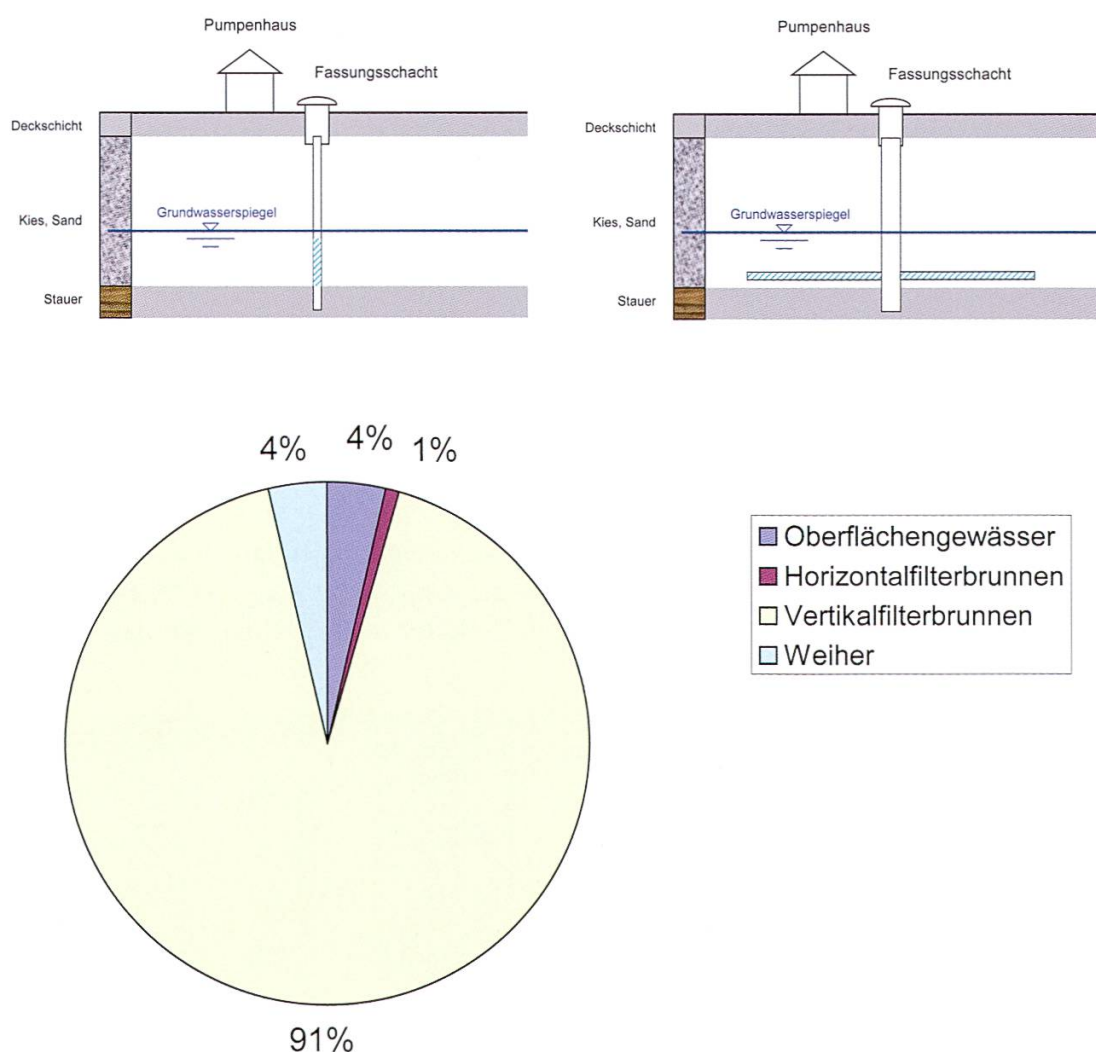 Pumpenhaus
Fassungsschacht
Deckschicht
Kies, Sand
Grundwasserspiegel
Stauer
Pumpenhaus
Fassungsschacht
Deckschicht
Kies, Sand
Grundwasserspiegel
Stauer
4%
4%
1%
91%
Oberflächengewässer
Horizontalfilterbrunnen
Vertikalfilterbrunnen
Weiher